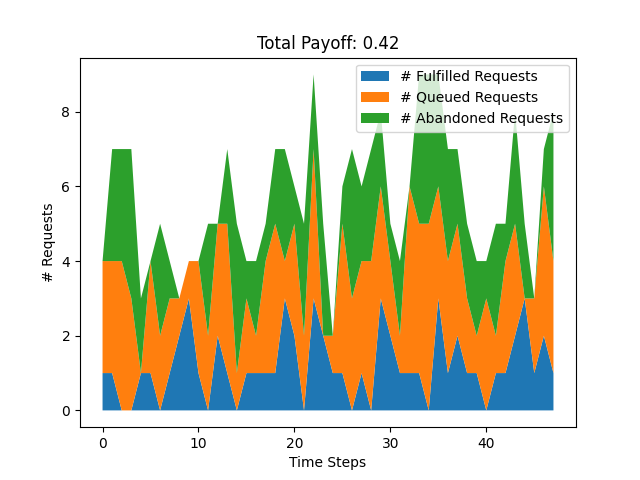 Total Payoff: 0.42
# Fulfilled Requests
# Queued Requests
# Abandoned Requests
8
6
4
2
0
# Requests
0 10 20 30 40
Time Steps